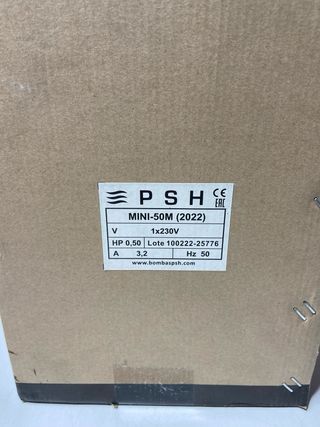 PSH CE EAC
MINI-50M (2022)
V 1x230V
HP 0,50 Lote 100222-25776
A 3,2 Hz 50
www.bombaspsh.com